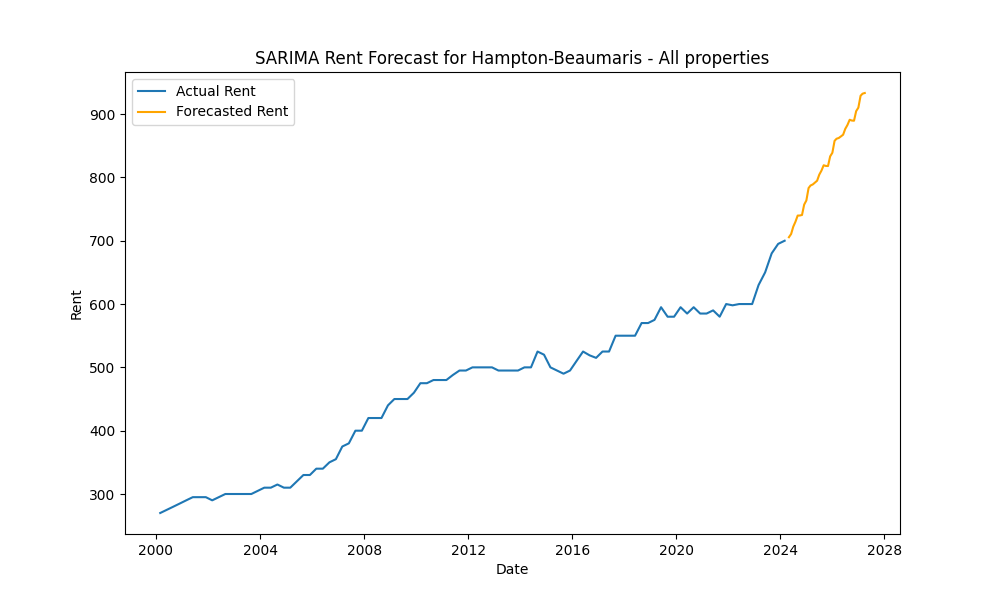 SARIMA Rent Forecast for Hampton-Beaumaris - All properties
Actual Rent
Forecasted Rent
900
800
700
600
500
400
300
Rent
2000 2004 2008 2012 2016 2020 2024 2028
Date